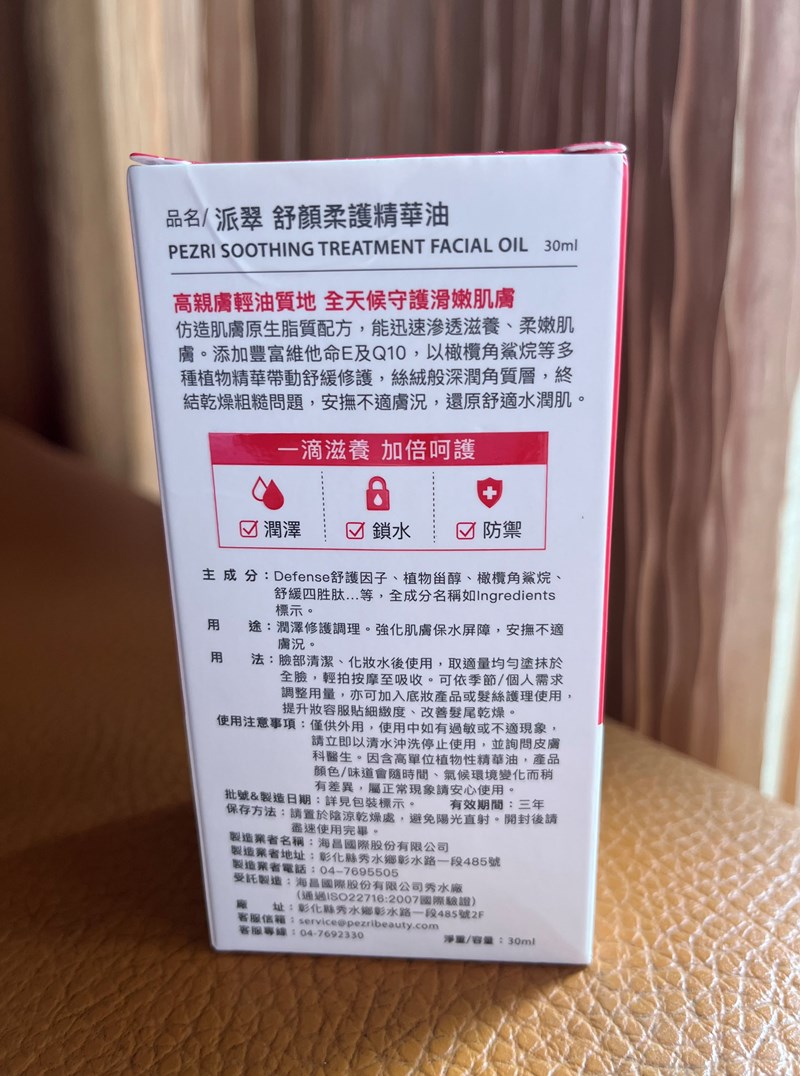 品名/ 派翠 舒顏柔護精華油
PEZRI SOOTHING TREATMENT FACIAL OIL 30ml
高親膚輕油質地 全天候守護滑嫩肌膚
仿造肌膚原生脂質配方，能迅速滲透滋養、柔嫩肌
膚。添加豐富維他命E及Q10，以橄欖角鯊烷等多
種植物精華帶動舒緩修護，絲絨般深潤角質層，終
結乾燥粗糙問題，安撫不適膚況，還原舒適水潤肌。
一滴滋養 加倍呵護
潤澤 鎖水 防禦
主成分：Defense舒護因子、植物甾醇、橄欖角鯊烷、
舒緩四胜肽...等，全成分名稱如Ingredients
標示。
用途：潤澤修護調理。強化肌膚保水屏障，安撫不適
膚況。
用法：臉部清潔、化妝水後使用，取適量均勻塗抹於
全臉，輕拍按摩至吸收。可依季節/個人需求
調整用量，亦可加入底妝產品或髮絲護理使用，
提升妝容服貼細緻度、改善髮尾乾燥。
使用注意事項：僅供外用，使用中如有過敏或不適現象，
請立即以清水沖洗停止使用，並詢問皮膚
科醫生。因含高單位植物性精華油，產品
顏色/味道會隨時間、氣候環境變化而稍
有差異，屬正常現象請安心使用。
批號&製造日期：詳見包裝標示。 有效期間：三年
保存方法：請置於陰涼乾燥處，避免陽光直射。開封後請
盡速使用完畢。
製造業者名稱：海昌國際股份有限公司
製造業者地址：彰化縣秀水鄉彰水路一段485號
製造業者電話：04-7695505
受託製造：海昌國際股份有限公司秀水廠
(通過ISO22716:2007國際驗證)
廠址：彰化縣秀水鄉彰水路一段485號2F
客服信箱：service@pezribeauty.com
客服專線：04-7692330 淨重/容量：30ml